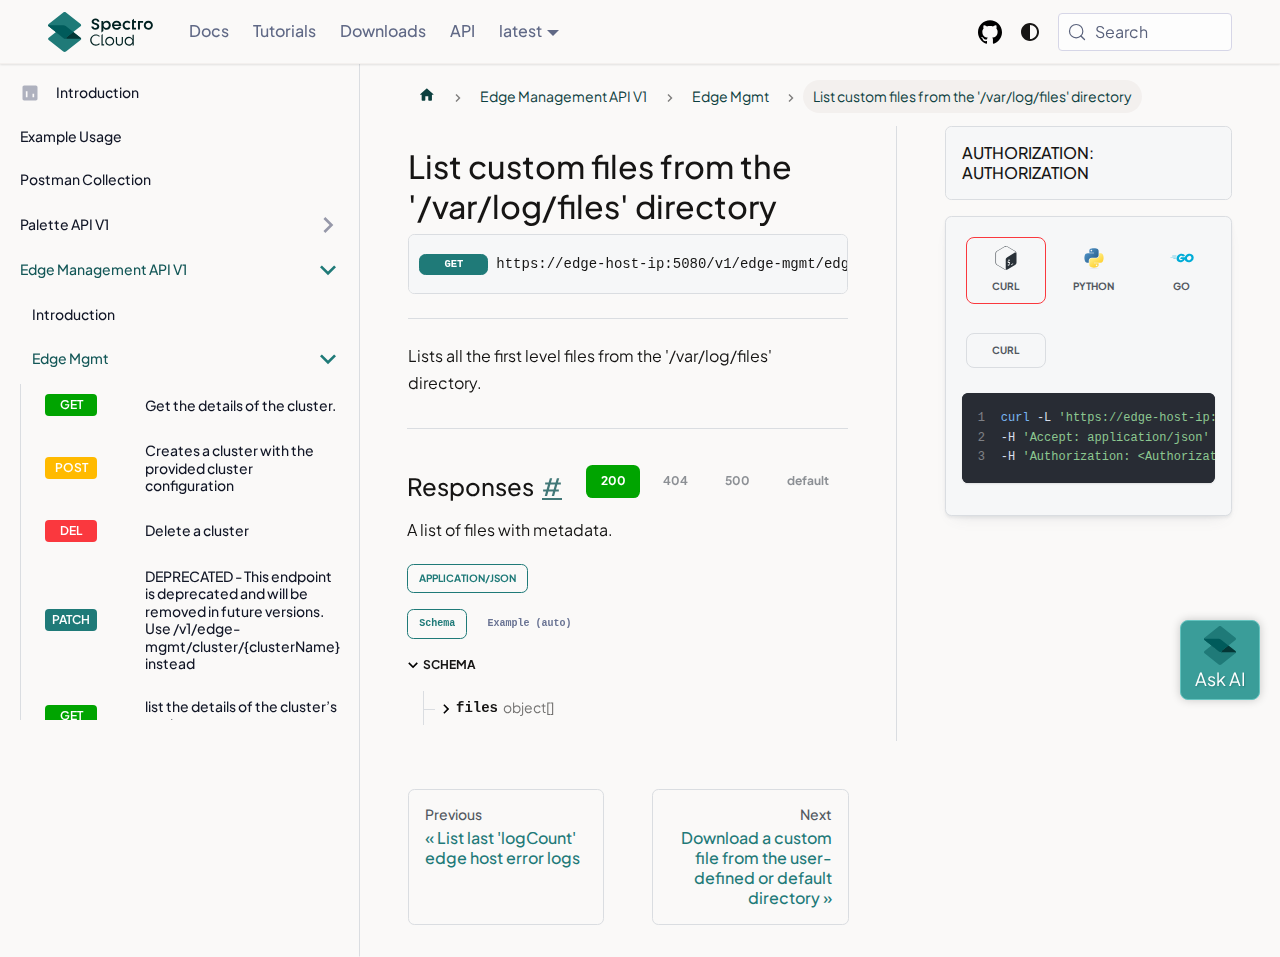 Spectro Cloud
Docs
Tutorials
Downloads
API
latest
Search
Introduction
Example Usage
Postman Collection
Palette API V1
Edge Management API V1
Introduction
Edge Mgmt
GET
Get the details of the cluster.
POST
Creates a cluster with the
provided cluster
configuration
DEL
Delete a cluster
PATCH
DEPRECATED - This endpoint
is deprecated and will be
removed in future versions.
Use /v1/edge-
mgmt/cluster/{clusterName}
instead
GET
list the details of the cluster's
Edge Management API V1
Edge Mgmt
List custom files from the '/var/log/files' directory
List custom files from the
'/var/log/files' directory
GET
https://edge-host-ip:5080/v1/edge-mgmt/edg
Lists all the first level files from the '/var/log/files'
directory.
Responses #
200
404
500
default
A list of files with metadata.
APPLICATION/JSON
Schema
Example (auto)
SCHEMA
files object[]
Previous
« List last 'logCount'
edge host error logs
Next
Download a custom
file from the user-
defined or default
directory »
AUTHORIZATION:
AUTHORIZATION
CURL
PYTHON
GO
CURL
1 curl -L 'https://edge-host-ip:
2 -H 'Accept: application/json'
3 -H 'Authorization: <Authorizat
Ask AI